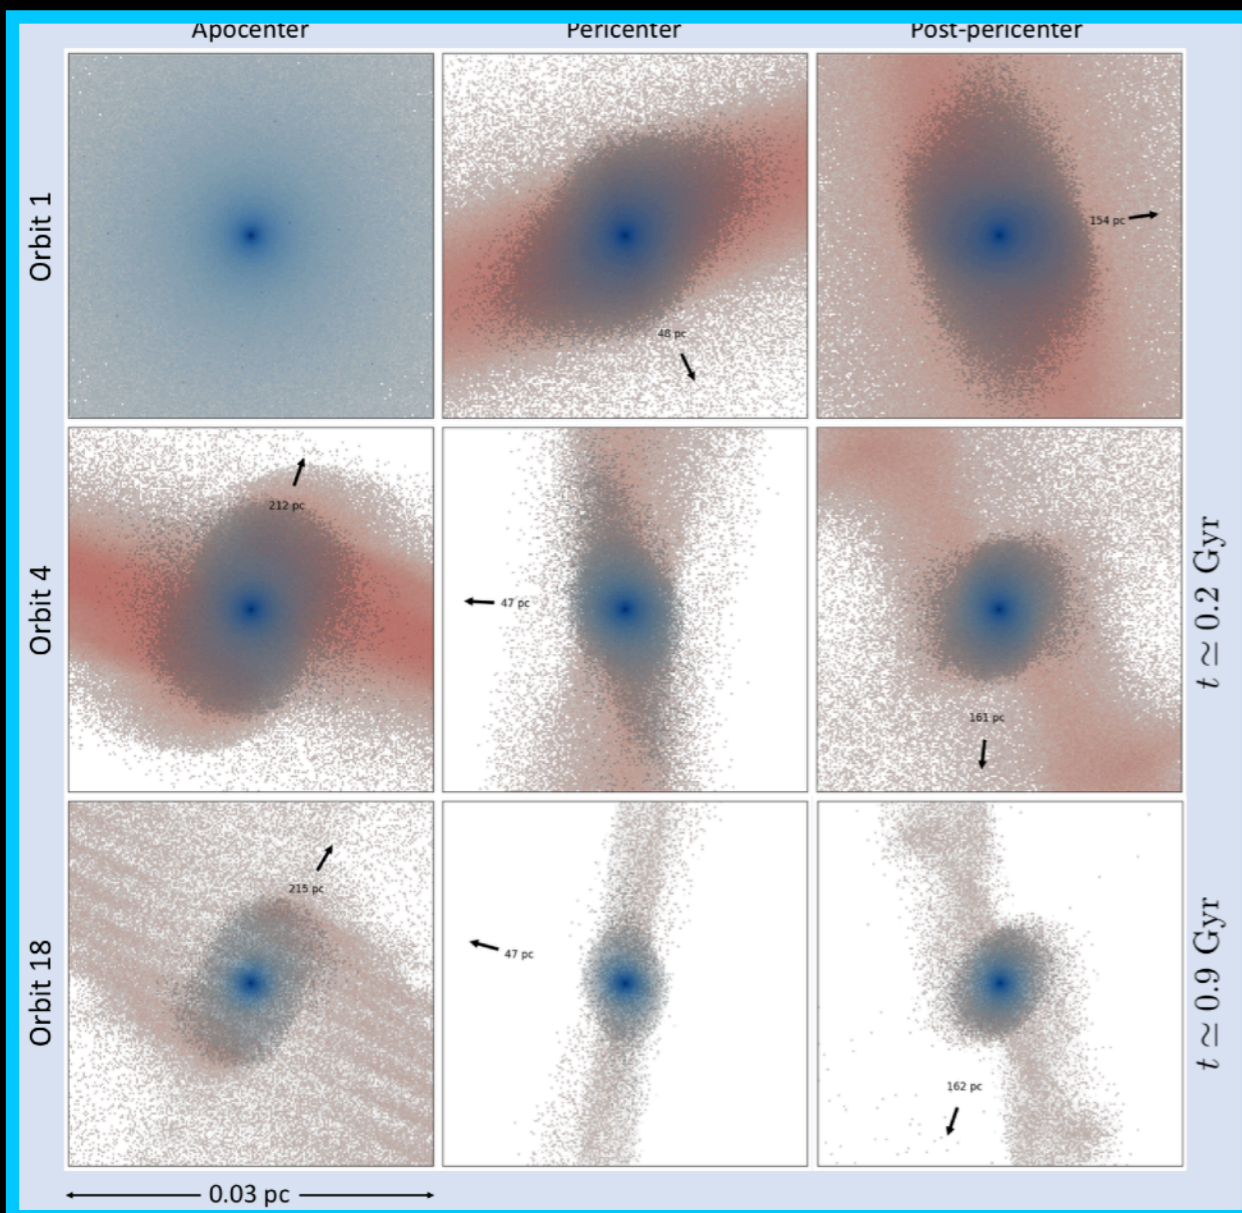 Apocenter Pericenter Post-pericenter
Orbit 1
48 pc
154 pc
Orbit 4
212 pc
47 pc
161 pc
t ≃ 0.2 Gyr
Orbit 18
215 pc
47 pc
162 pc
t ≃ 0.9 Gyr
0.03 pc